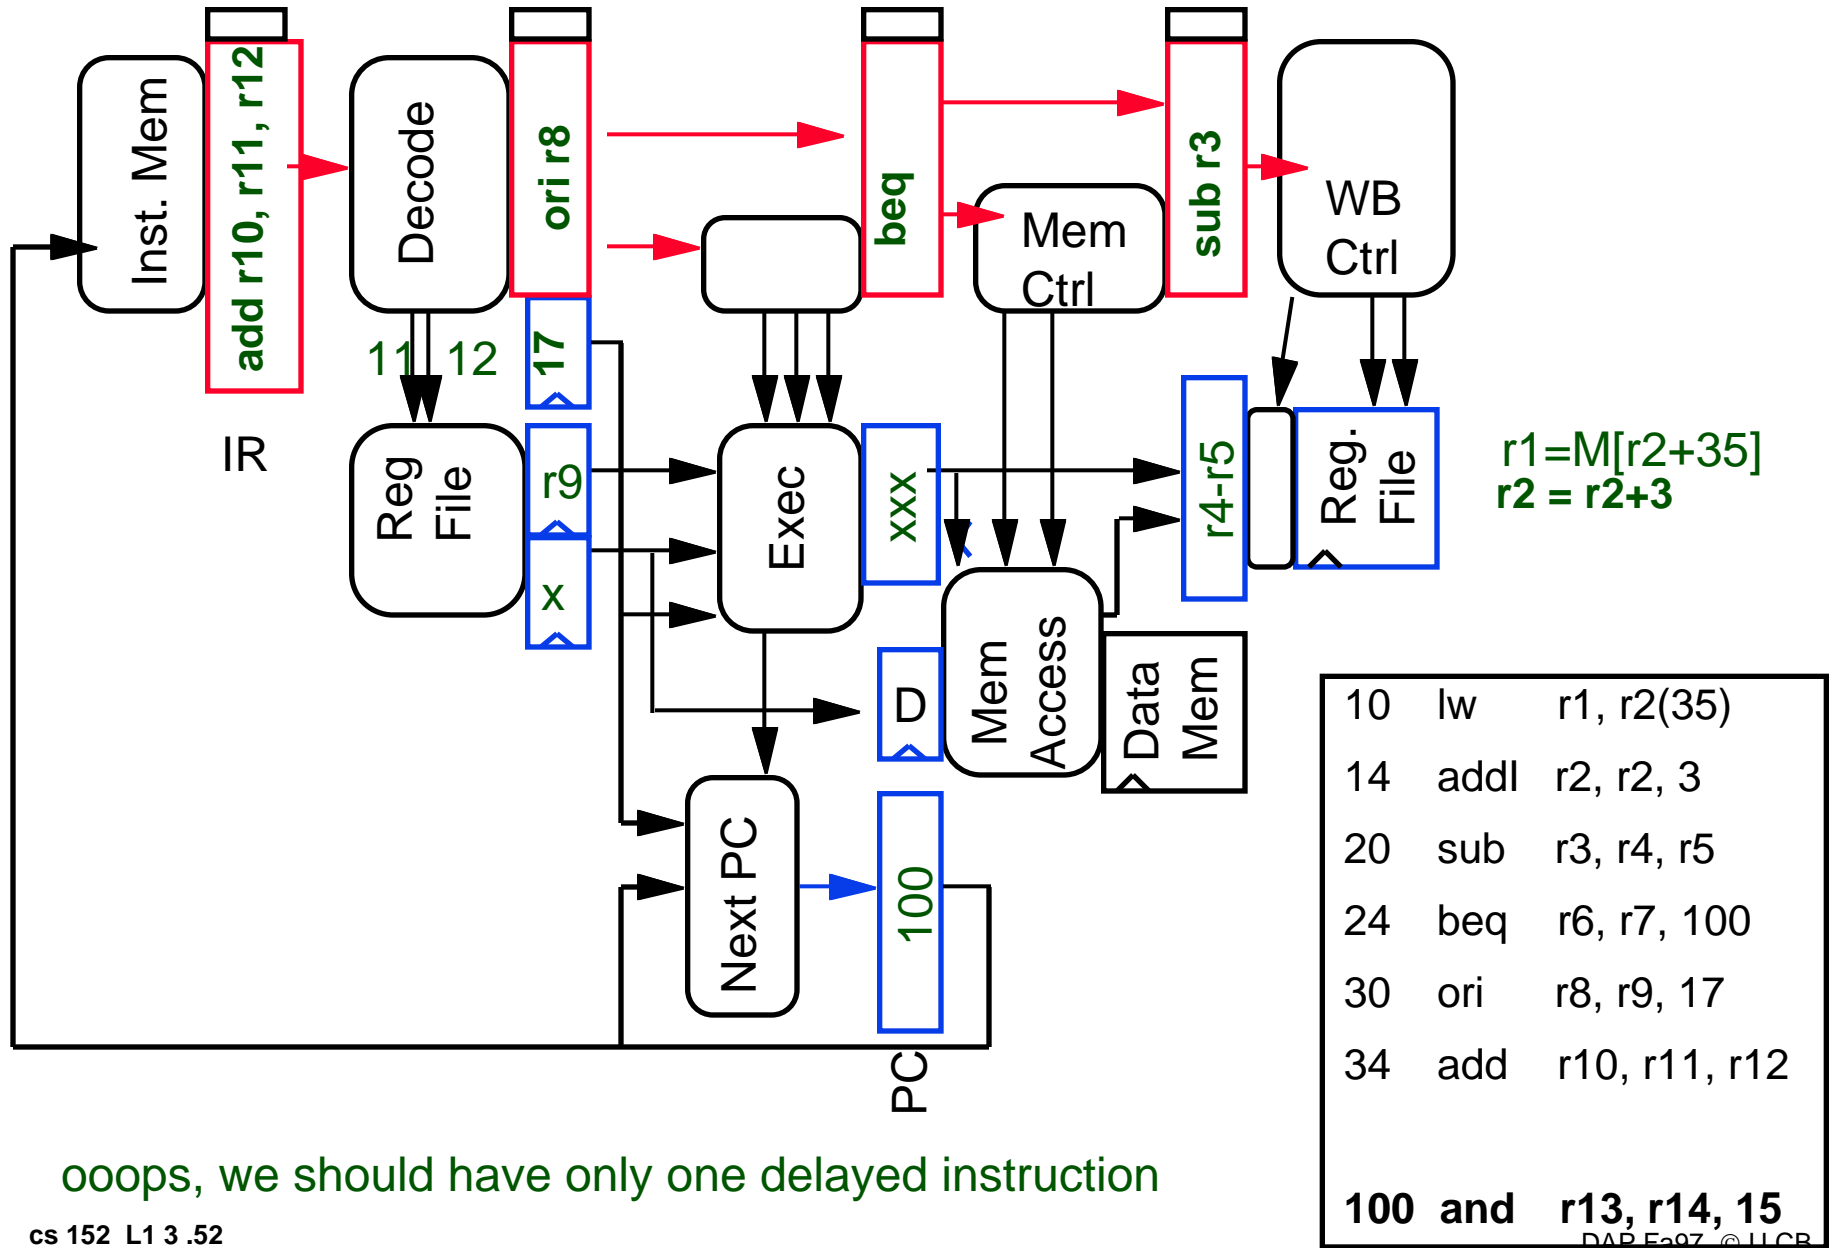 Inst. Mem
add r10, r11, r12
Decode
ori r8
beq
Mem
Ctrl
sub r3
WB
Ctrl
11
12
17
IR
Reg
File
r9
x
Exec
xxx
r4-r5
Reg.
File
r1=M[r2+35]
r2 = r2+3
D
Mem
Access
Data
Mem
Next PC
100
PC
10 lw r1, r2(35)
14 addI r2, r2, 3
20 sub r3, r4, r5
24 beq r6, r7, 100
30 ori r8, r9, 17
34 add r10, r11, r12
100 and r13, r14, 15
ooops, we should have only one delayed instruction
cs 152 L1 3 .52
DAP Fa97, © U.CB